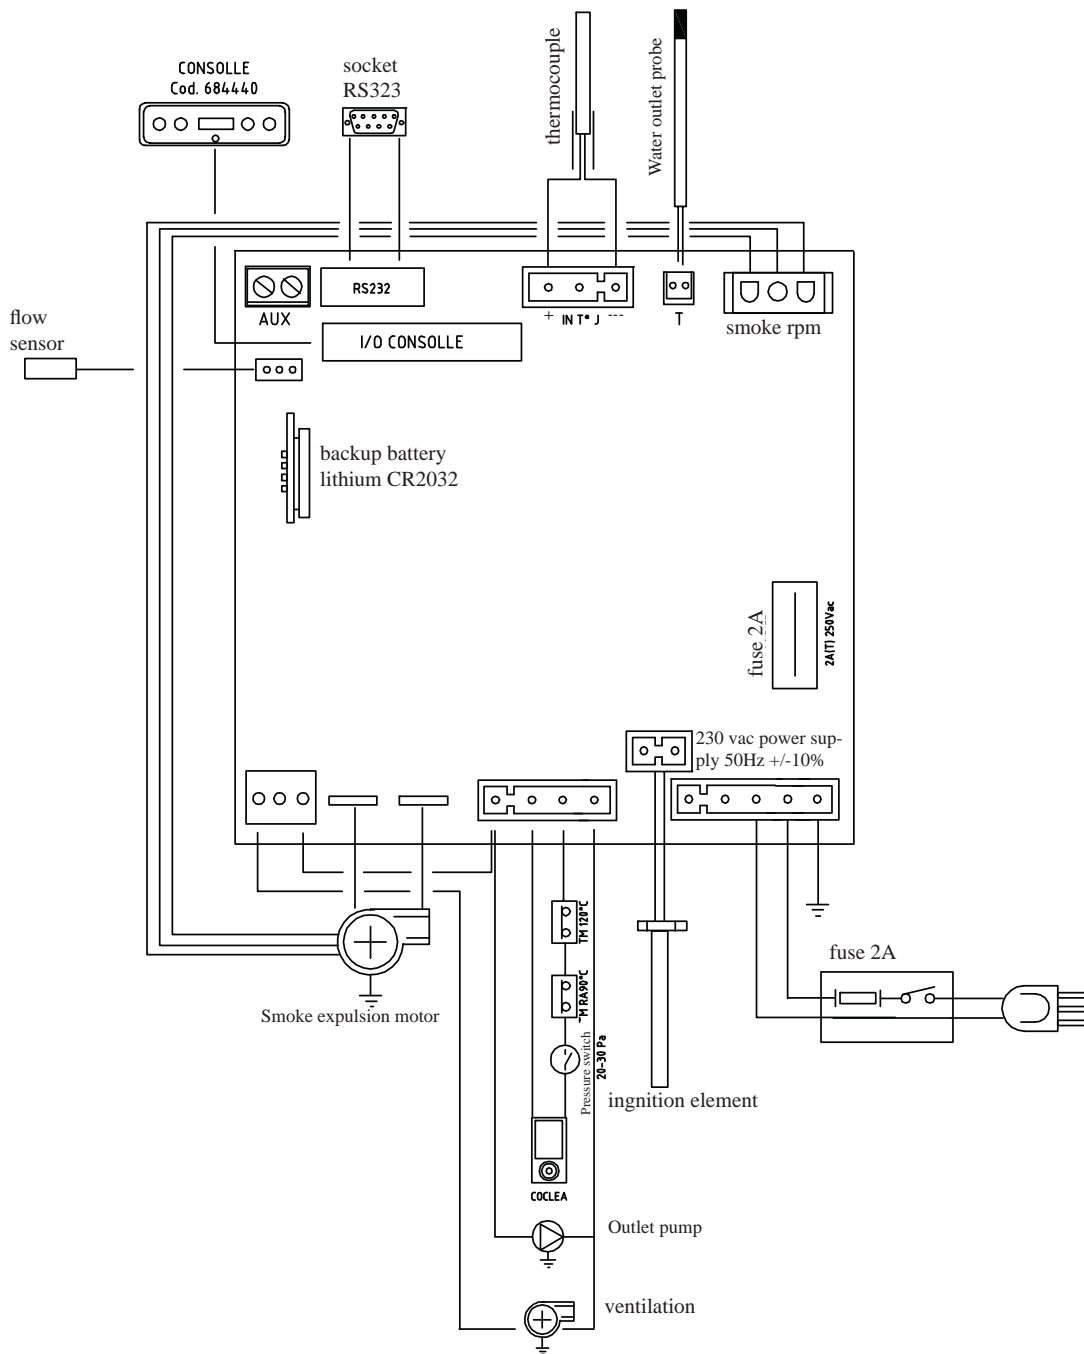 CONSOLLE
Cod. 684440
socket
RS323
thermocouple
Water outlet probe
flow
sensor
AUX
RS232
I/O CONSOLLE
+ IN T° J ---
T
smoke rpm
backup battery
lithium CR2032
fuse 2A
2A(T) 250Vac
230 vac power sup-
ply 50Hz +/-10%
TM 120°C
TM RA90°C
Pressure switch
20-30 Pa
fuse 2A
Smoke expulsion motor
ingnition element
COCLEA
Outlet pump
ventilation